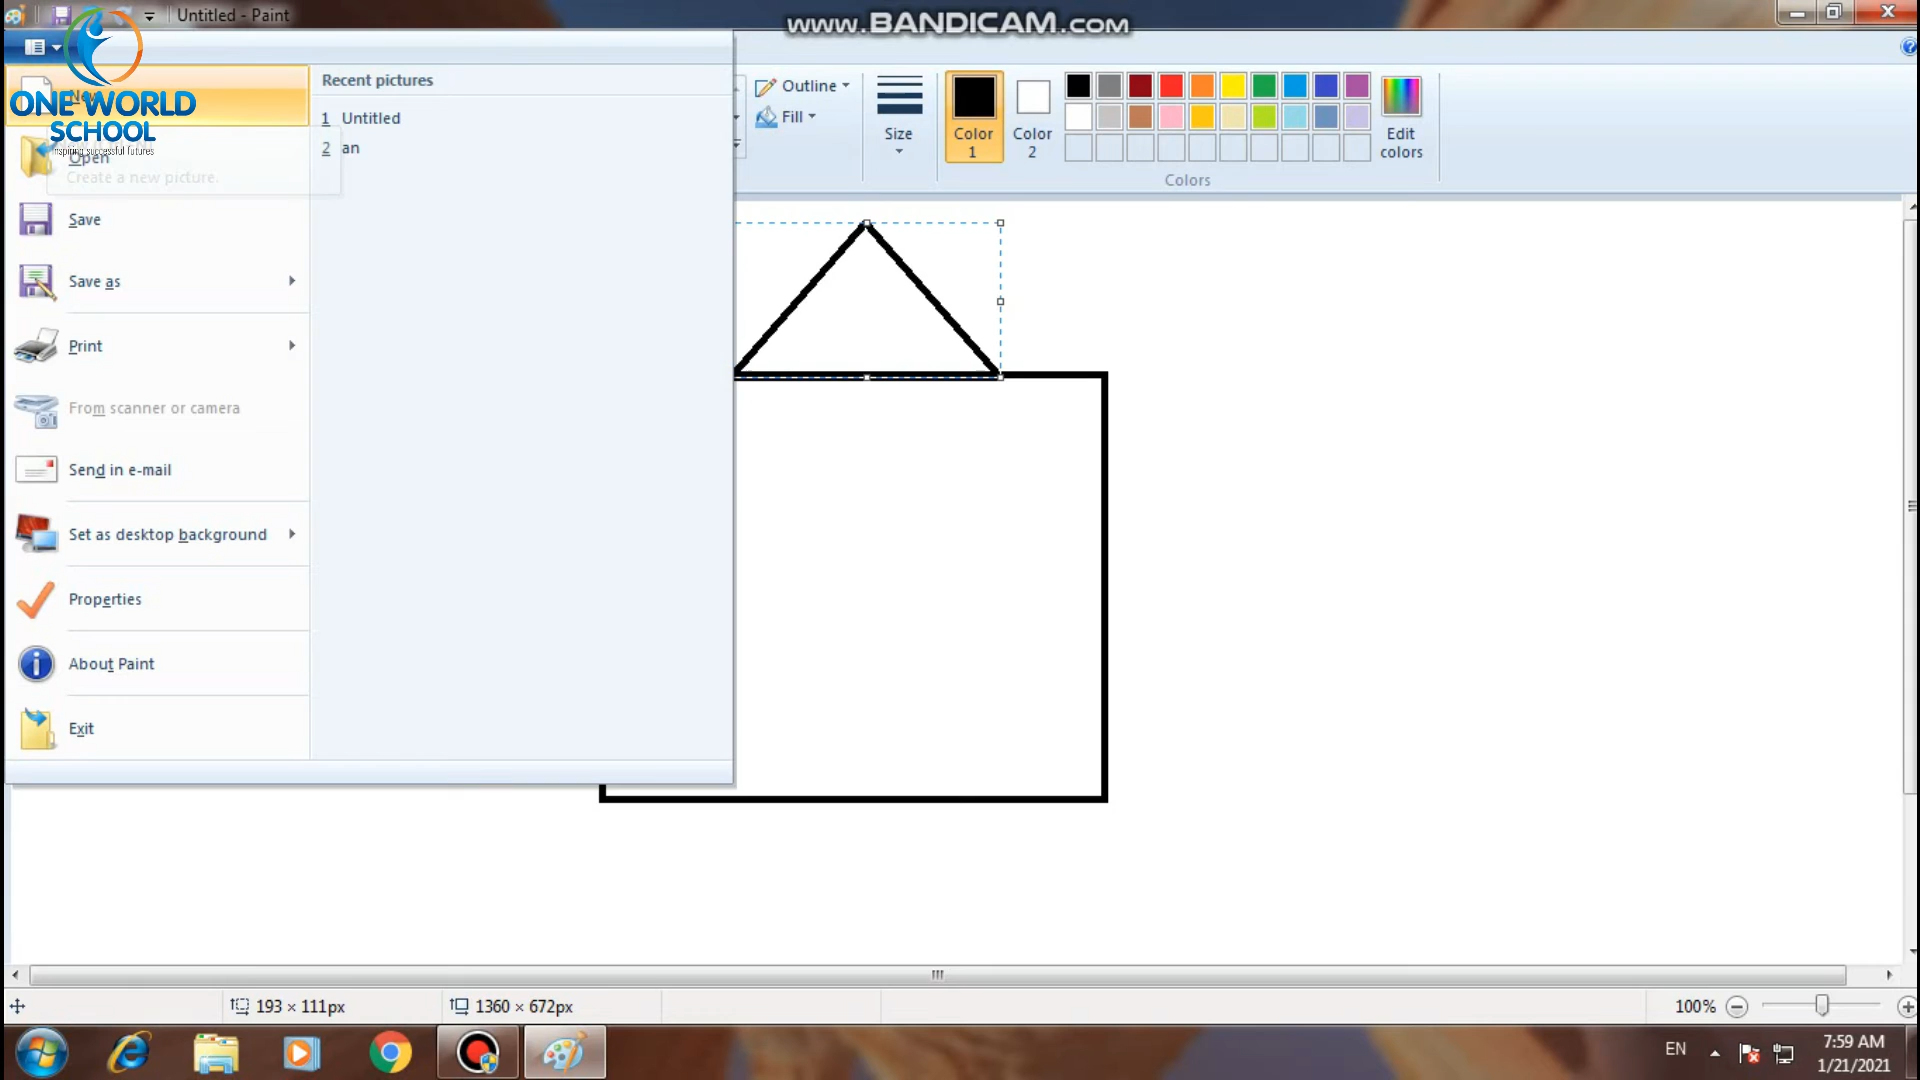 Untitled - Paint
www.BANDICAM.com
ONE WORLD
SCHOOL
Inspiring successful futures
Open
Create a new picture.
Save
Save as
Print
From scanner or camera
Send in e-mail
Set as desktop background
Properties
About Paint
Exit
Recent pictures
1 Untitled
2 an
Outline
Fill
Size
Color
1
Color
2
Edit
colors
Colors
193 × 111px
1360 × 672px
100%
EN
7:59 AM
1/21/2021